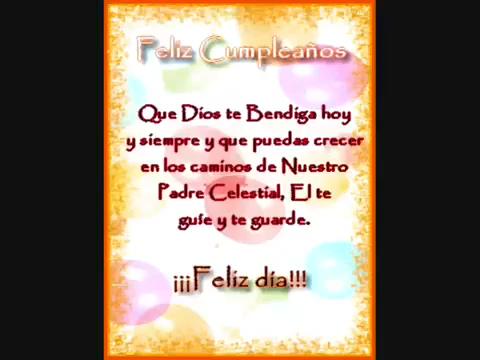 Feliz Cumpleaños
Que Dios te Bendiga hoy
y siempre y que puedas crecer
en los caminos de Nuestro
Padre Celestial, El te
guíe y te guarde.
¡¡¡Feliz día!!!